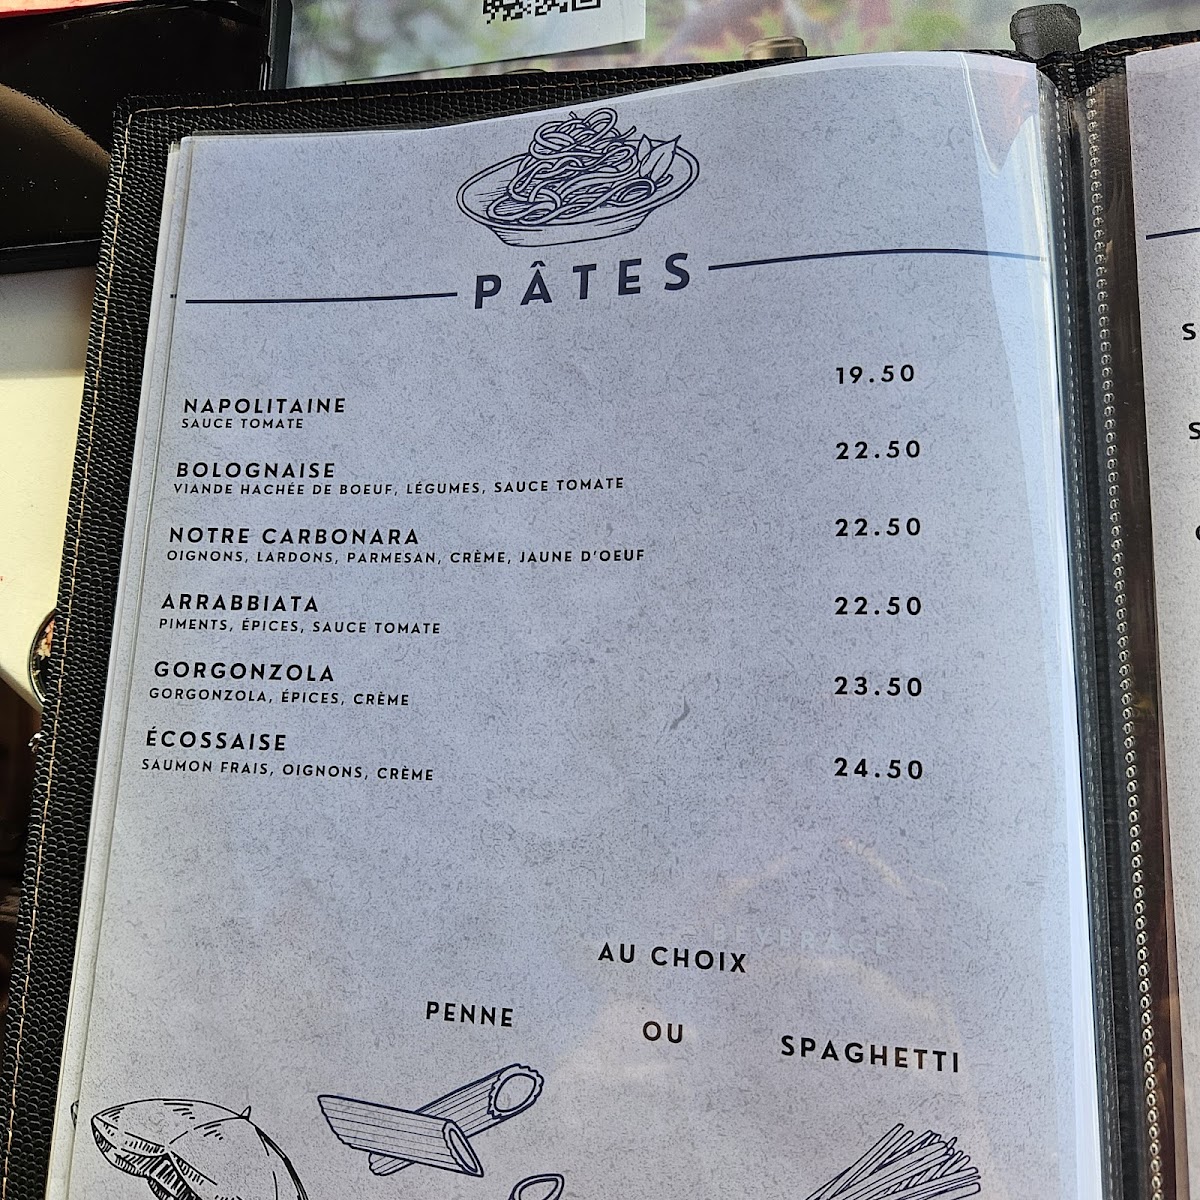 PÂTES
NAPOLITAINE 19.50
SAUCE TOMATE
BOLOGNAISE 22.50
VIANDE HACHÉE DE BOEUF, LÉGUMES, SAUCE TOMATE
NOTRE CARBONARA 22.50
OIGNONS, LARDONS, PARMESAN, CRÈME, JAUNE D'OEUF
ARRABBIATA 22.50
PIMENTS, ÉPICES, SAUCE TOMATE
GORGONZOLA 23.50
GORGONZOLA, ÉPICES, CRÈME
ÉCOSSAISE 24.50
SAUMON FRAIS, OIGNONS, CRÈME
AU CHOIX
PENNE OU SPAGHETTI